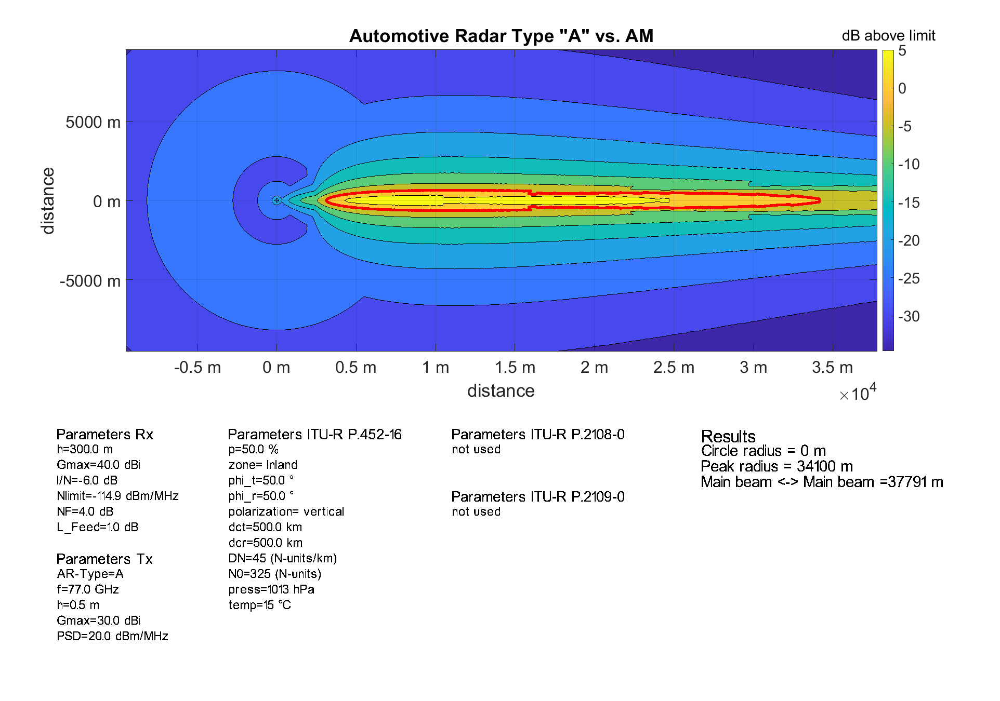 Automotive Radar Type "A" vs. AM
dB above limit
5
0
-5
-10
-15
-20
-25
-30
distance
5000 m
0 m
-5000 m
-0.5 m
0 m
0.5 m
1 m
1.5 m
2 m
2.5 m
3 m
3.5 m
distance
×10⁴
Parameters Rx
h=300.0 m
Gmax=40.0 dBi
I/N=-6.0 dB
Nlimit=-114.9 dBm/MHz
NF=4.0 dB
L_Feed=1.0 dB
Parameters Tx
AR-Type=A
f=77.0 GHz
h=0.5 m
Gmax=30.0 dBi
PSD=20.0 dBm/MHz
Parameters ITU-R P.452-16
p=50.0 %
zone= Inland
phi_t=50.0 °
phi_r=50.0 °
polarization= vertical
dct=500.0 km
dcr=500.0 km
DN=45 (N-units/km)
N0=325 (N-units)
press=1013 hPa
temp=15 °C
Parameters ITU-R P.2108-0
not used
Parameters ITU-R P.2109-0
not used
Results
Circle radius = 0 m
Peak radius = 34100 m
Main beam <-> Main beam =37791 m